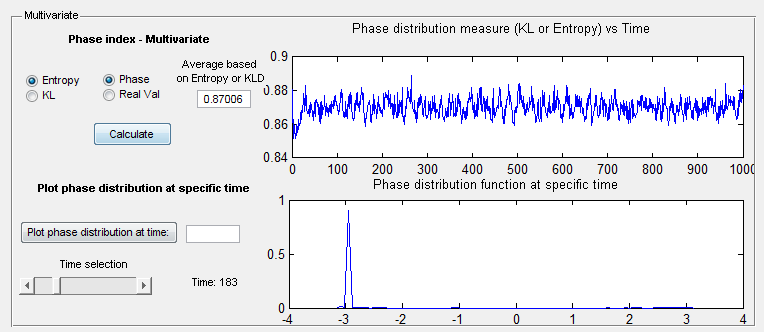 Multivariate
Phase index - Multivariate
Entropy
KL
Phase
Real Val
Average based
on Entropy or KLD
0.87006
Calculate
Phase distribution measure (KL or Entropy) vs Time
0.9
0.88
0.86
0.84
0 100 200 300 400 500 600 700 800 900 1000
Plot phase distribution at specific time
Plot phase distribution at time:
Time selection
Time: 183
Phase distribution function at specific time
1
0.5
0
-4 -3 -2 -1 0 1 2 3 4